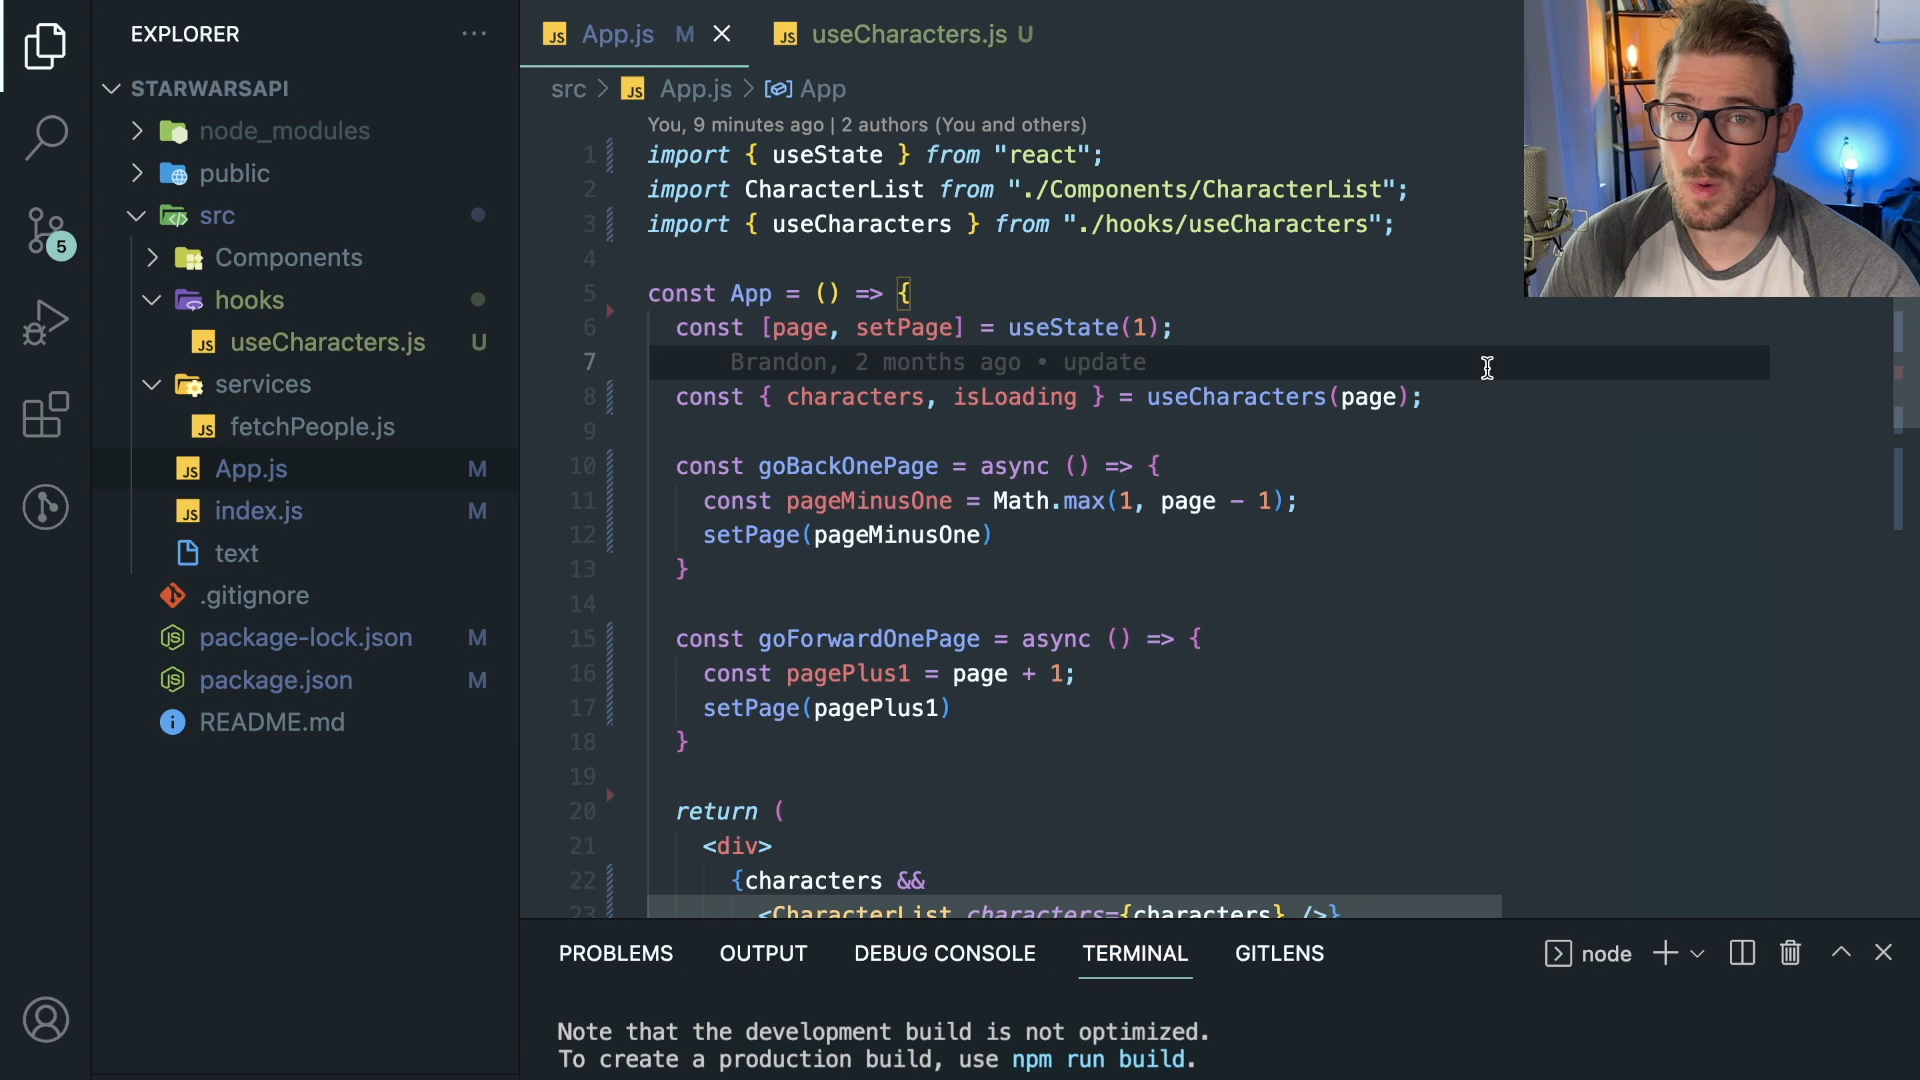 EXPLORER
STARWARSAPI
node_modules
public
src
Components
hooks
useCharacters.js U
services
fetchPeople.js
App.js M
index.js M
text
.gitignore
package-lock.json M
package.json M
README.md
5
App.js M
useCharacters.js U
src > App.js > App
You, 9 minutes ago | 2 authors (You and others)
1 import { useState } from "react";
2 import CharacterList from "./Components/CharacterList";
3 import { useCharacters } from "./hooks/useCharacters";
4
5 const App = () => {
6 const [page, setPage] = useState(1);
7 Brandon, 2 months ago • update
8 const { characters, isLoading } = useCharacters(page);
9
10 const goBackOnePage = async () => {
11 const pageMinusOne = Math.max(1, page - 1);
12 setPage(pageMinusOne)
13 }
14
15 const goForwardOnePage = async () => {
16 const pagePlus1 = page + 1;
17 setPage(pagePlus1)
18 }
19
20 return (
21 <div>
22 {characters &&
23 <CharacterList characters={characters} />}
PROBLEMS OUTPUT DEBUG CONSOLE TERMINAL GITLENS node
Note that the development build is not optimized.
To create a production build, use npm run build.